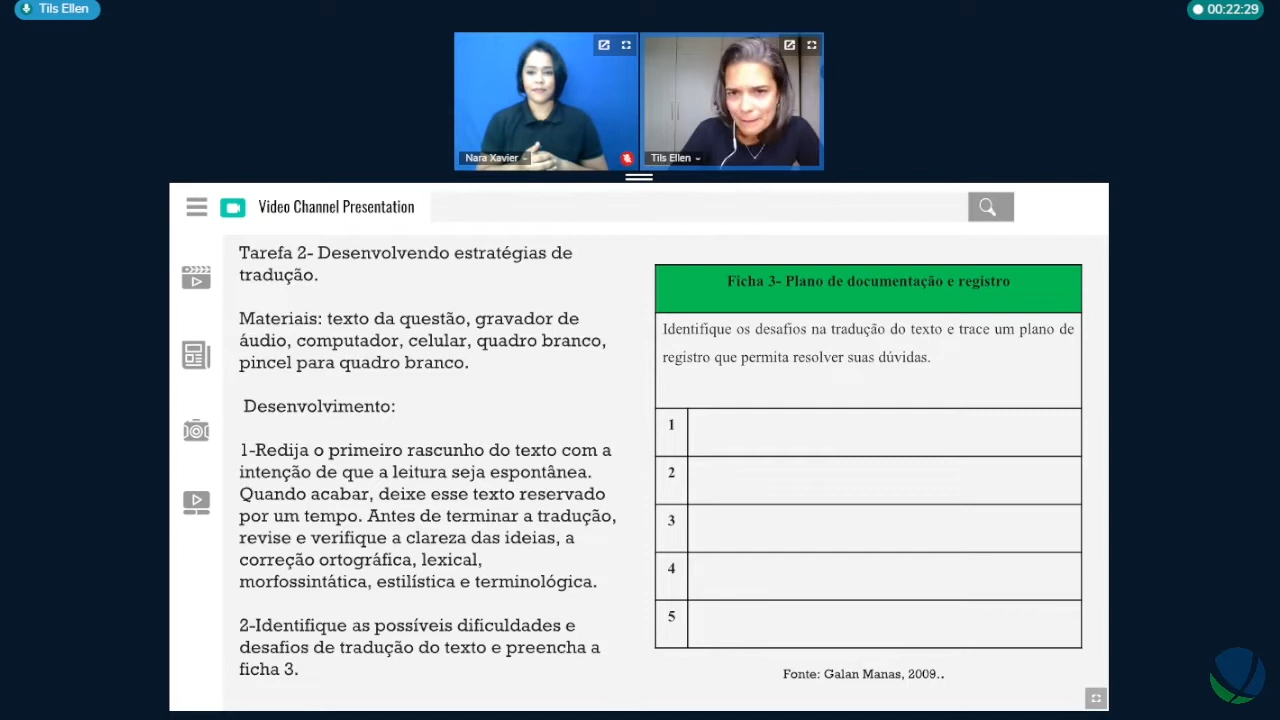 Tils Ellen
00:22:29
Nara Xavier
Tils Ellen
Video Channel Presentation
Tarefa 2- Desenvolvendo estratégias de
tradução.
Materiais: texto da questão, gravador de
áudio, computador, celular, quadro branco,
pincel para quadro branco.
Desenvolvimento:
1-Redija o primeiro rascunho do texto com a
intenção de que a leitura seja espontânea.
Quando acabar, deixe esse texto reservado
por um tempo. Antes de terminar a tradução,
revise e verifique a clareza das ideias, a
correção ortográfica, lexical,
morfossintática, estilística e terminológica.
2-Identifique as possíveis dificuldades e
desafios de tradução do texto e preencha a
ficha 3.
Ficha 3- Plano de documentação e registro
Identifique os desafios na tradução do texto e trace um plano de
registro que permita resolver suas dúvidas.
1
2
3
4
5
Fonte: Galan Manas, 2009..